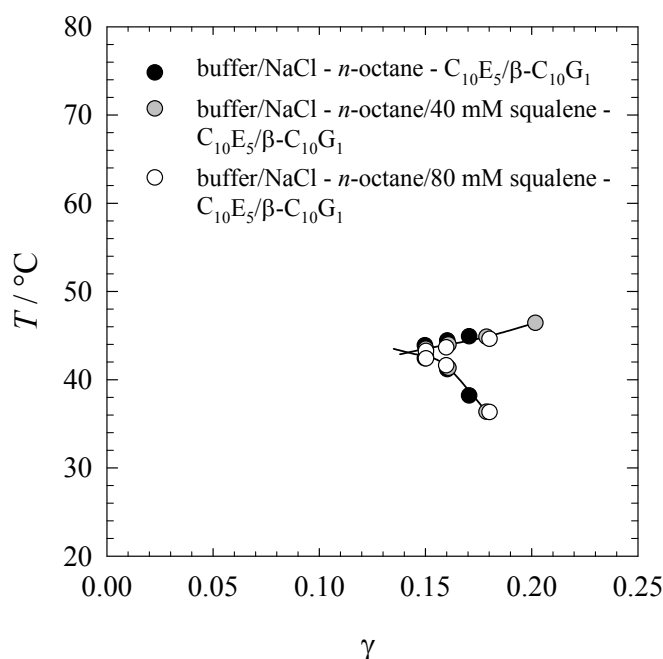 80
70
60
50
40
30
20
T / °C
buffer/NaCl - n-octane - C₁₀E₅/β-C₁₀G₁
buffer/NaCl - n-octane/40 mM squalene -
C₁₀E₅/β-C₁₀G₁
buffer/NaCl - n-octane/80 mM squalene -
C₁₀E₅/β-C₁₀G₁
0.00 0.05 0.10 0.15 0.20 0.25
γ